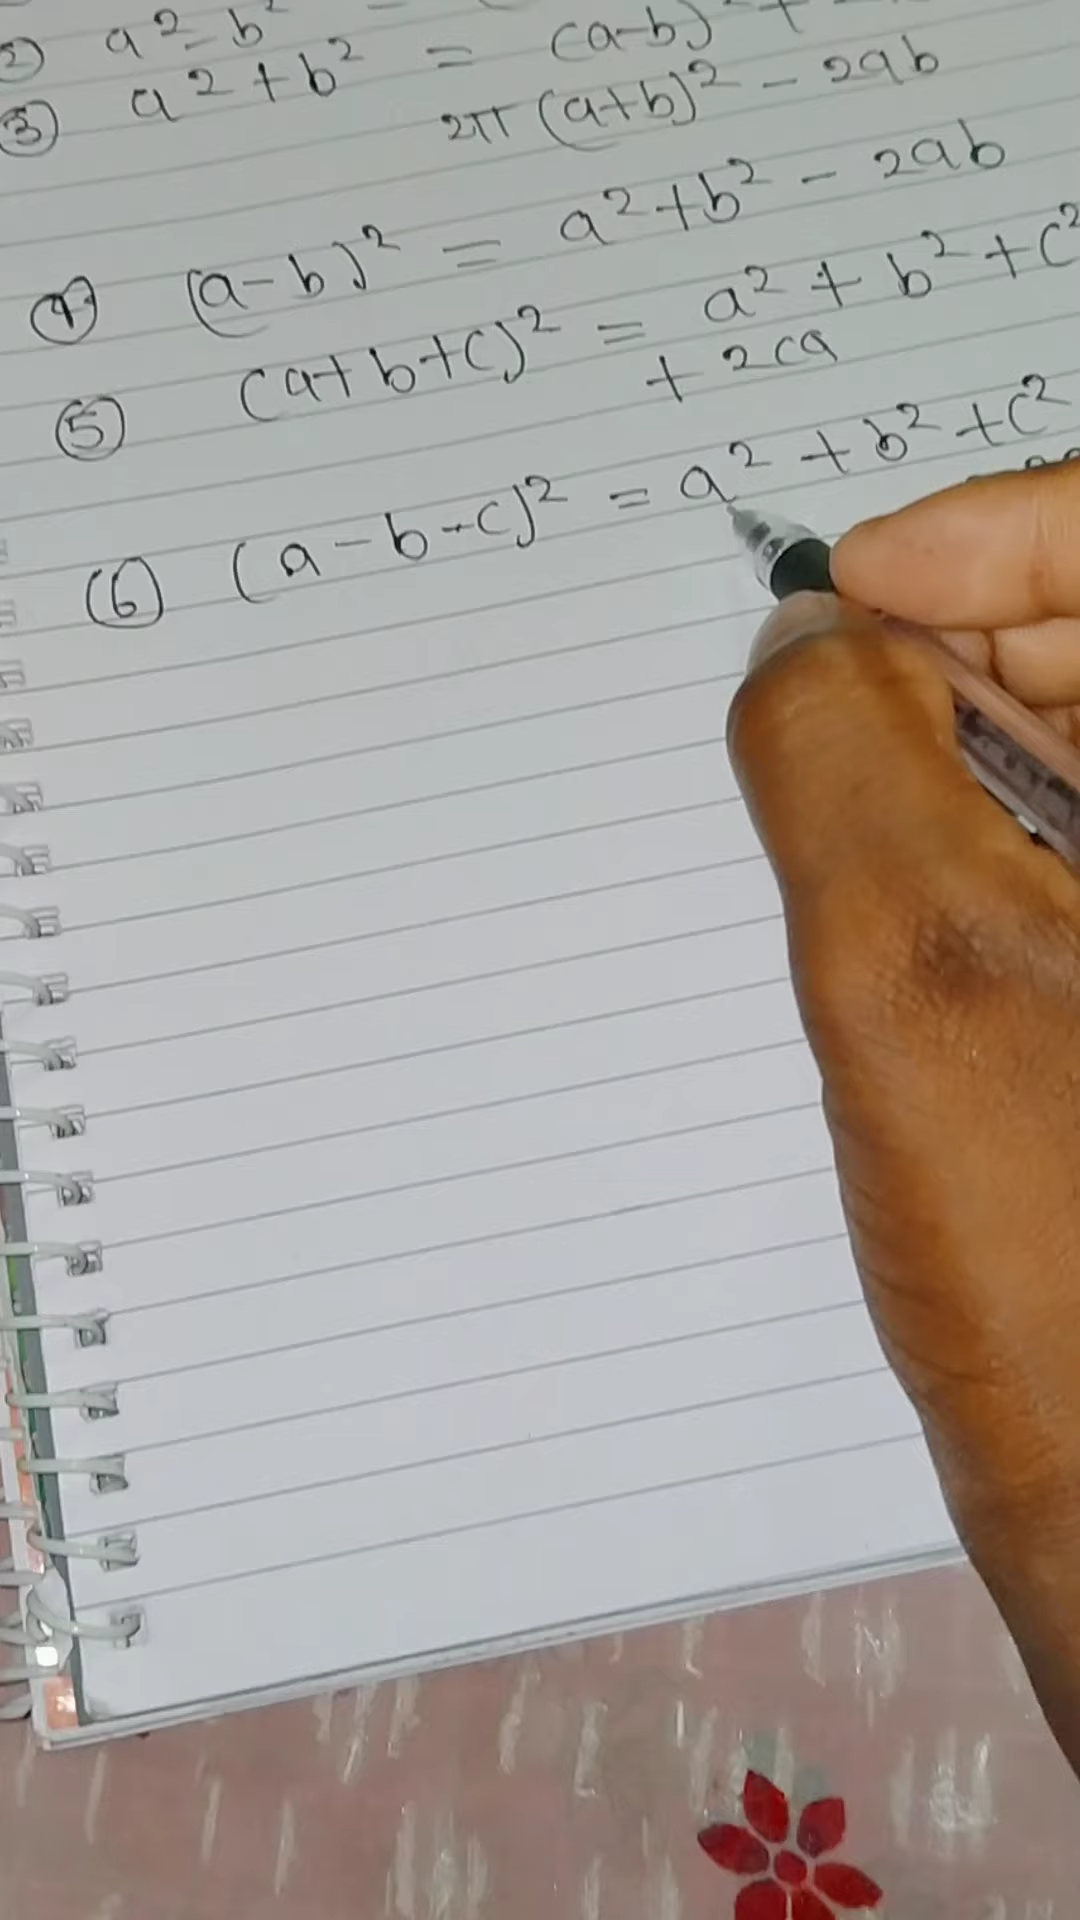 ② a² - b² =
③ a² + b² = (a-b)² +
या (a+b)² - 2ab
④ (a-b)² = a² + b² - 2ab
⑤ (a+b+c)² = a² + b² + c²
+ 2ca
⑥ (a-b-c)² = a² + b² + c²